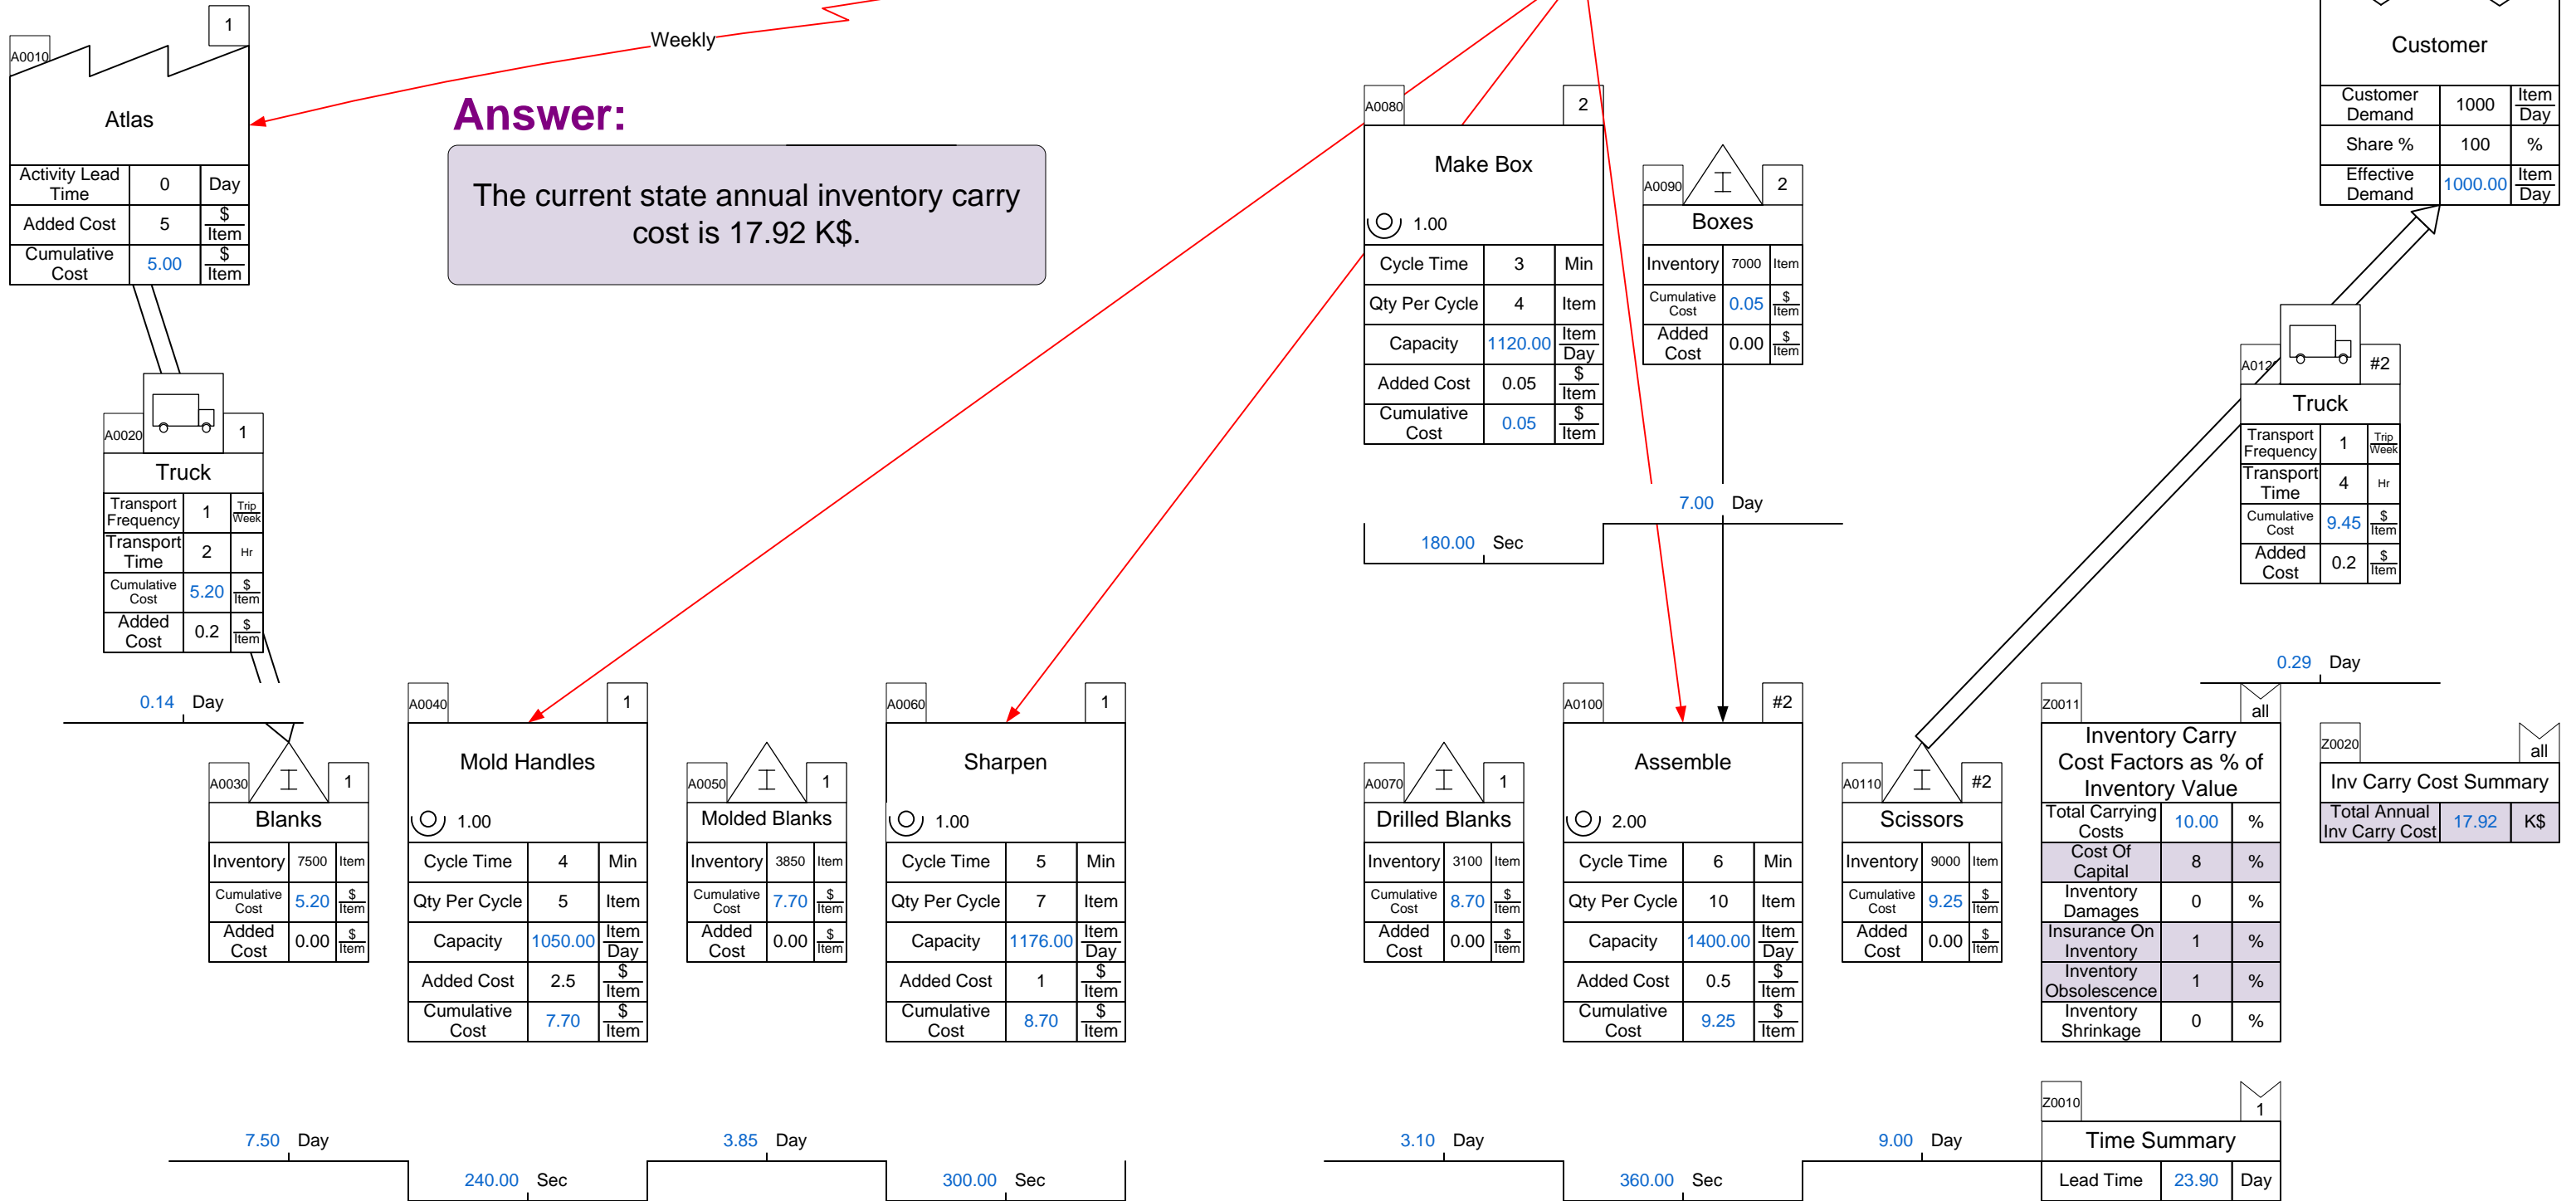 Weekly
A0010
1
Atlas
Activity Lead Time 0 Day
Added Cost 5 $ Item
Cumulative Cost 5.00 $ Item
Answer:
The current state annual inventory carry
cost is 17.92 K$.
A0020
1
Truck
Transport Frequency 1 Trip Week
Transport Time 2 Hr
Cumulative Cost 5.20 $ Item
Added Cost 0.2 $ Item
0.14 Day
A0080
2
Make Box
1.00
Cycle Time 3 Min
Qty Per Cycle 4 Item
Capacity 1120.00 Item Day
Added Cost 0.05 $ Item
Cumulative Cost 0.05 $ Item
A0090
I
2
Boxes
Inventory 7000 Item
Cumulative Cost 0.05 $ Item
Added Cost 0.00 $ Item
7.00 Day
180.00 Sec
Customer
Customer Demand 1000 Item Day
Share % 100 %
Effective Demand 1000.00 Item Day
A012
#2
Truck
Transport Frequency 1 Trip Week
Transport Time 4 Hr
Cumulative Cost 9.45 $ Item
Added Cost 0.2 $ Item
0.29 Day
A0030
I
1
Blanks
Inventory 7500 Item
Cumulative Cost 5.20 $ Item
Added Cost 0.00 $ Item
A0040
1
Mold Handles
1.00
Cycle Time 4 Min
Qty Per Cycle 5 Item
Capacity 1050.00 Item Day
Added Cost 2.5 $ Item
Cumulative Cost 7.70 $ Item
A0050
I
1
Molded Blanks
Inventory 3850 Item
Cumulative Cost 7.70 $ Item
Added Cost 0.00 $ Item
A0060
1
Sharpen
1.00
Cycle Time 5 Min
Qty Per Cycle 7 Item
Capacity 1176.00 Item Day
Added Cost 1 $ Item
Cumulative Cost 8.70 $ Item
A0070
I
1
Drilled Blanks
Inventory 3100 Item
Cumulative Cost 8.70 $ Item
Added Cost 0.00 $ Item
A0100
#2
Assemble
2.00
Cycle Time 6 Min
Qty Per Cycle 10 Item
Capacity 1400.00 Item Day
Added Cost 0.5 $ Item
Cumulative Cost 9.25 $ Item
A0110
I
#2
Scissors
Inventory 9000 Item
Cumulative Cost 9.25 $ Item
Added Cost 0.00 $ Item
Z0011
all
Inventory Carry
Cost Factors as % of
Inventory Value
Total Carrying Costs 10.00 %
Cost Of Capital 8 %
Inventory Damages 0 %
Insurance On Inventory 1 %
Inventory Obsolescence 1 %
Inventory Shrinkage 0 %
Z0020
all
Inv Carry Cost Summary
Total Annual Inv Carry Cost 17.92 K$
7.50 Day
240.00 Sec
3.85 Day
300.00 Sec
3.10 Day
360.00 Sec
9.00 Day
Z0010
1
Time Summary
Lead Time 23.90 Day